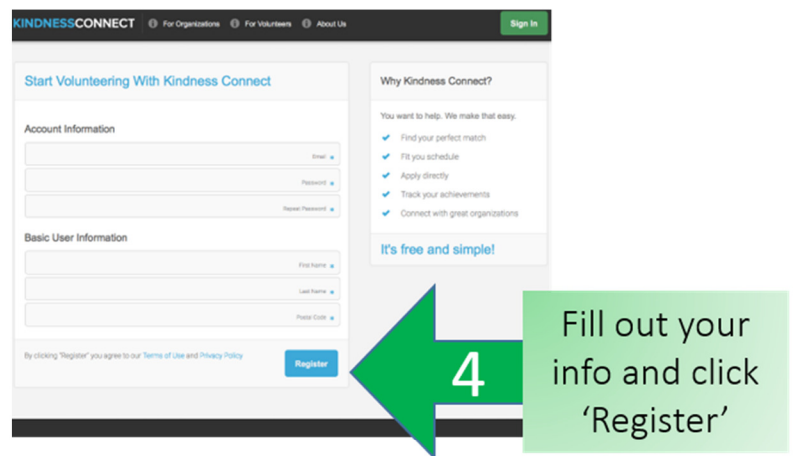 KINDNESSCONNECT For Organizations For Volunteers About Us Sign In
Start Volunteering With Kindness Connect
Account Information
Email
Password
Repeat Password
Basic User Information
First Name
Last Name
Postal Code
By clicking "Register" you agree to our Terms of Use and Privacy Policy
Register
Why Kindness Connect?
You want to help. We make that easy.
Find your perfect match
Fit you schedule
Apply directly
Track your achievements
Connect with great organizations
It's free and simple!
4
Fill out your
info and click
‘Register’